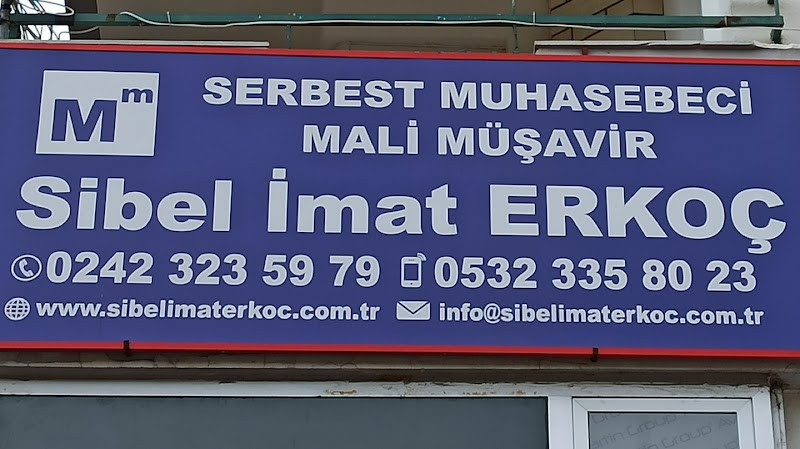 Mm
SERBEST MUHASEBECİ
MALİ MÜŞAVİR
Sibel İmat ERKOÇ
0242 323 59 79 0532 335 80 23
www.sibelimaterkoc.com.tr info@sibelimaterkoc.com.tr